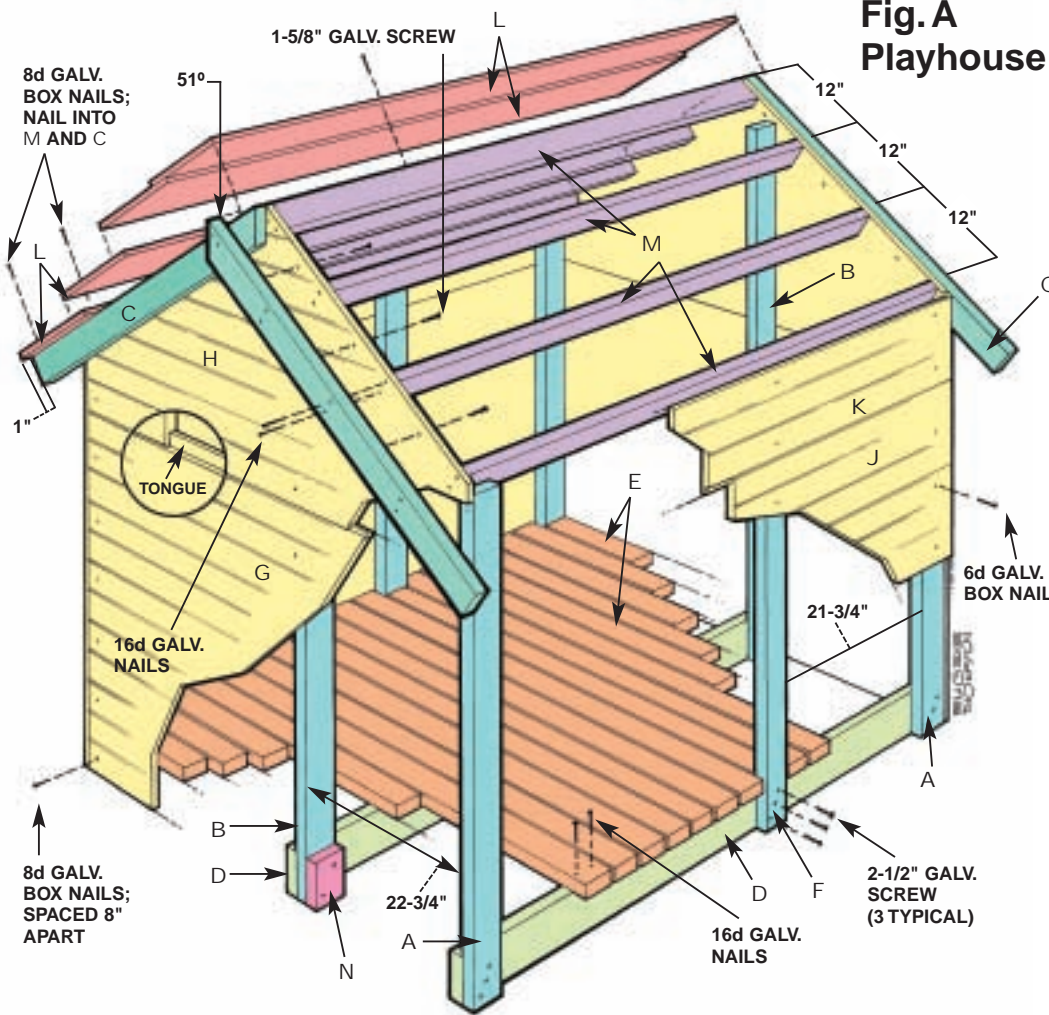 Fig. A
Playhouse
L
1-5/8" GALV. SCREW
8d GALV.
BOX NAILS;
NAIL INTO
M AND C
51º
12"
12"
12"
L
C
H
M
B
C
1"
TONGUE
K
J
E
G
6d GALV.
BOX NAIL
21-3/4"
16d GALV.
NAILS
A
B
D
8d GALV.
BOX NAILS;
SPACED 8"
APART
22-3/4"
D
F
2-1/2" GALV.
SCREW
(3 TYPICAL)
A
N
16d GALV.
NAILS